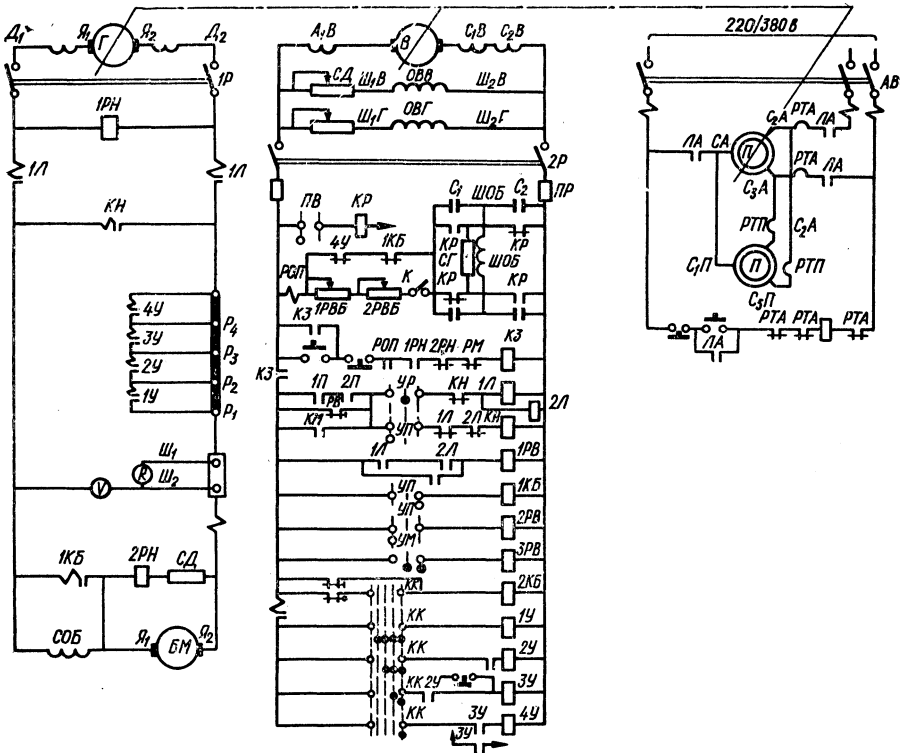 Д₁ Я₁ Г Я₂ Д₂
1Р
1РН
1Л 1Л
КН
4У
3У
2У
1У
Р₄
Р₃
Р₂
Р₁
Ш₁
R Ш₂
V
1КБ 2РН СД
СОБ Я₁ БМ Я₂
А₁В В С₁В С₂В
СД Ш₁В ОВВ Ш₂В
Ш₁Г ОВГ Ш₂Г
2Р
ПР
ПВ КР
С₁ ШОБ С₂
4У 1КБ
КР СГ ШОБ КР
РОП К КР КР
КЗ 1РВБ 2РВБ
РОП 1РН 2РН РМ КЗ
КЗ
1П 2П УР КН 1Л
РВ 2Л
КМ УП 1Л 2Л КН
1Л 2Л 1РВ
УП 1КБ
УП 2РВ
УМ 3РВ
КК 2КБ
КК 1У
КК 2У
КК 2У 3У
КК 3У 4У
3У
220/380в
АВ
ЛА СА П С₂А РТА ЛА
С₃А РТА ЛА
РТП С₂А
С₁П П РТП
С₃П
ЛА РТА РТА РТА